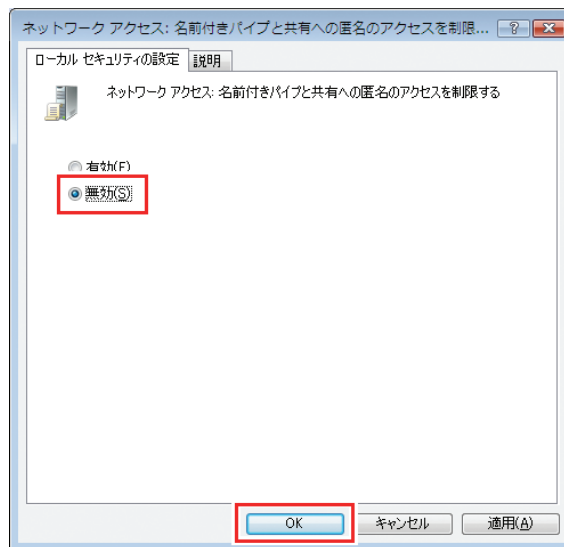 ネットワーク アクセス: 名前付きパイプと共有への匿名のアクセスを制限...
ローカル セキュリティの設定 説明
ネットワーク アクセス: 名前付きパイプと共有への匿名のアクセスを制限する
有効(E)
無効(S)
OK キャンセル 適用(A)